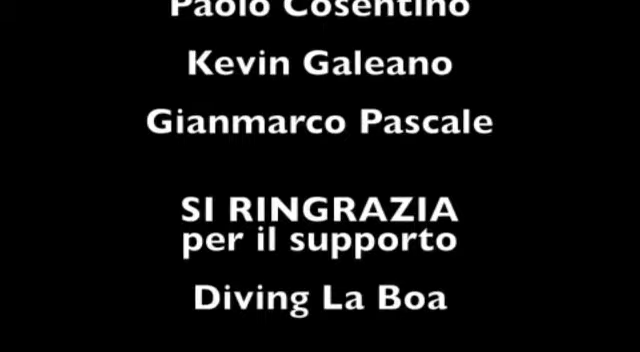 Paolo Cosentino
Kevin Galeano
Gianmarco Pascale
SI RINGRAZIA
per il supporto
Diving La Boa